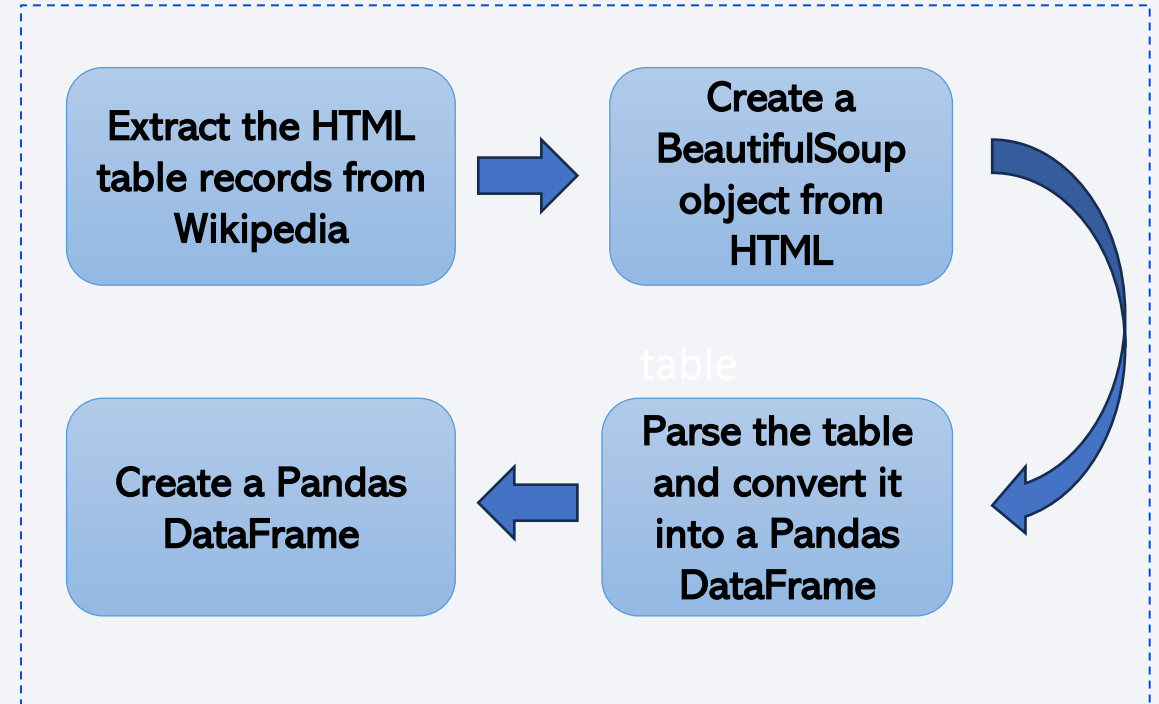 Extract the HTML
table records from
Wikipedia
Create a
BeautifulSoup
object from
HTML
table
Parse the table
and convert it
into a Pandas
DataFrame
Create a Pandas
DataFrame